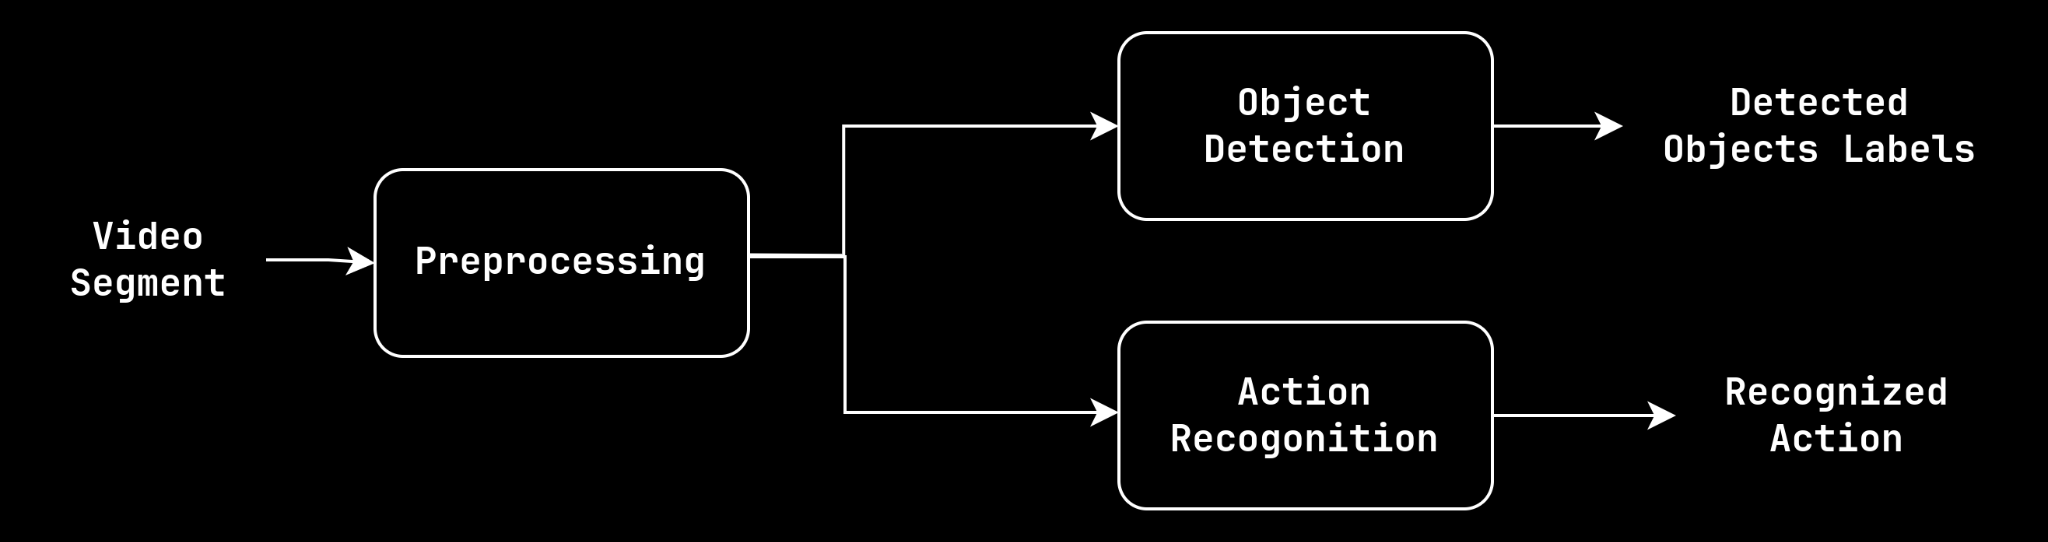 Video
Segment
Preprocessing
Object
Detection
Detected
Objects Labels
Action
Recogonition
Recognized
Action